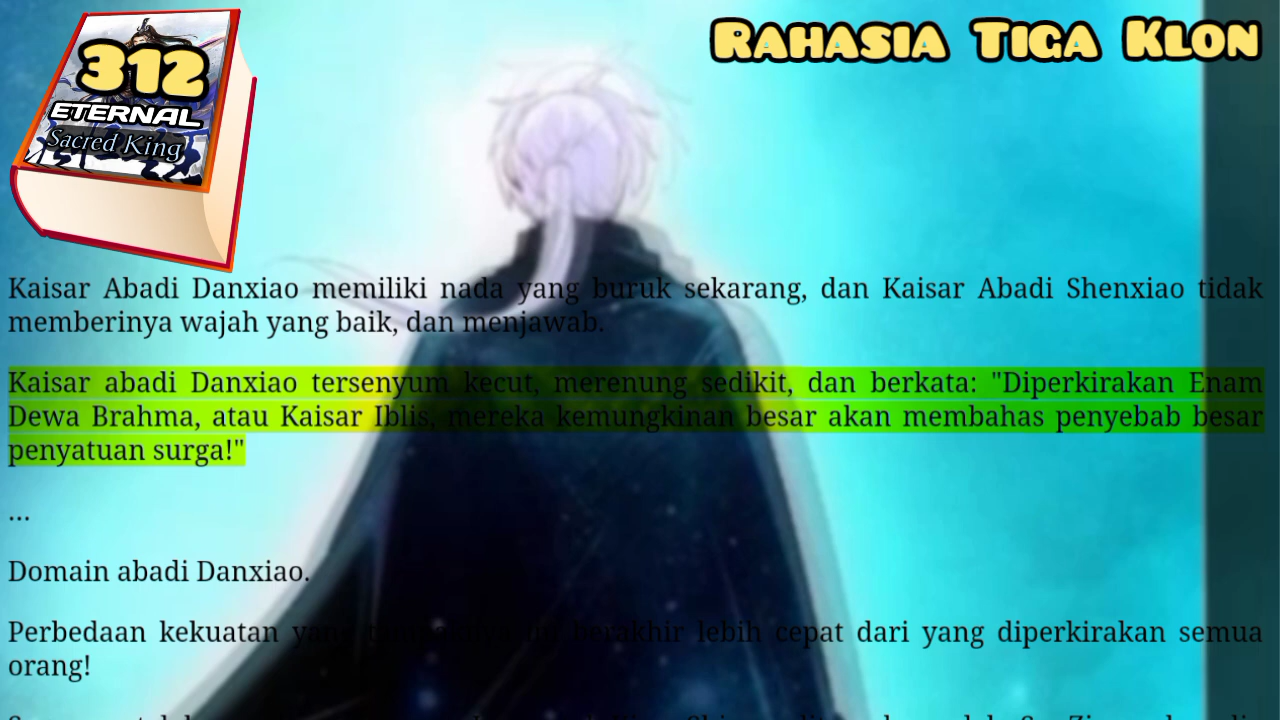 312
ETERNAL
Sacred King
RAHASIA TIGA KLON
Kaisar Abadi Danxiao memiliki nada yang buruk sekarang, dan Kaisar Abadi Shenxiao tidak
memberinya wajah yang baik, dan menjawab.
Kaisar abadi Danxiao tersenyum kecut, merenung sedikit, dan berkata: "Diperkirakan Enam
Dewa Brahma, atau Kaisar Iblis, mereka kemungkinan besar akan membahas penyebab besar
penyatuan surga!"
...
Domain abadi Danxiao.
Perbedaan kekuatan yang berakhir lebih cepat dari yang diperkirakan semua
orang!